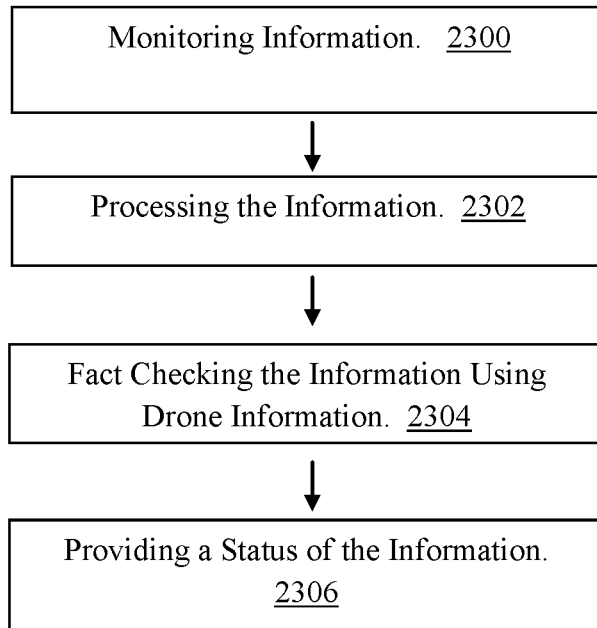 Monitoring Information. 2300
Processing the Information. 2302
Fact Checking the Information Using
Drone Information. 2304
Providing a Status of the Information.
2306